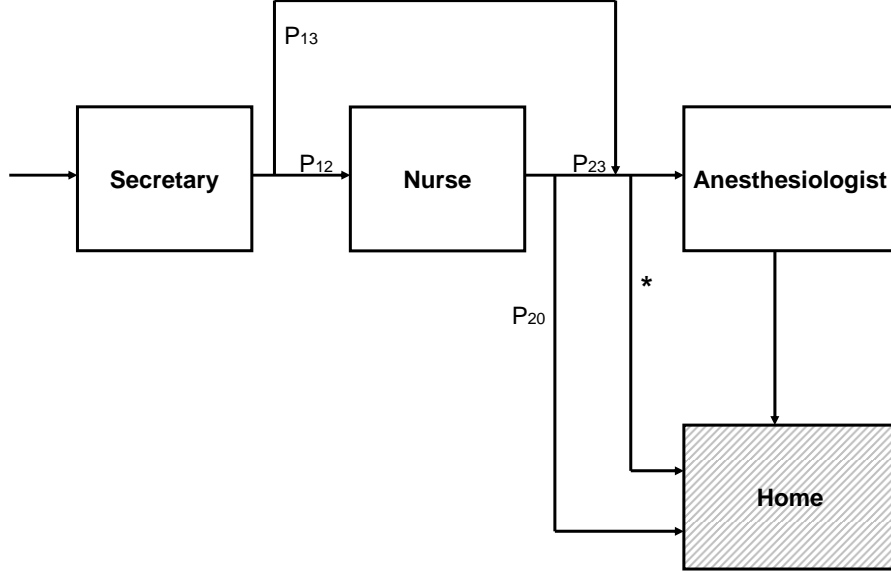 P13
Secretary
P12
Nurse
P23
Anesthesiologist
*
P20
Home